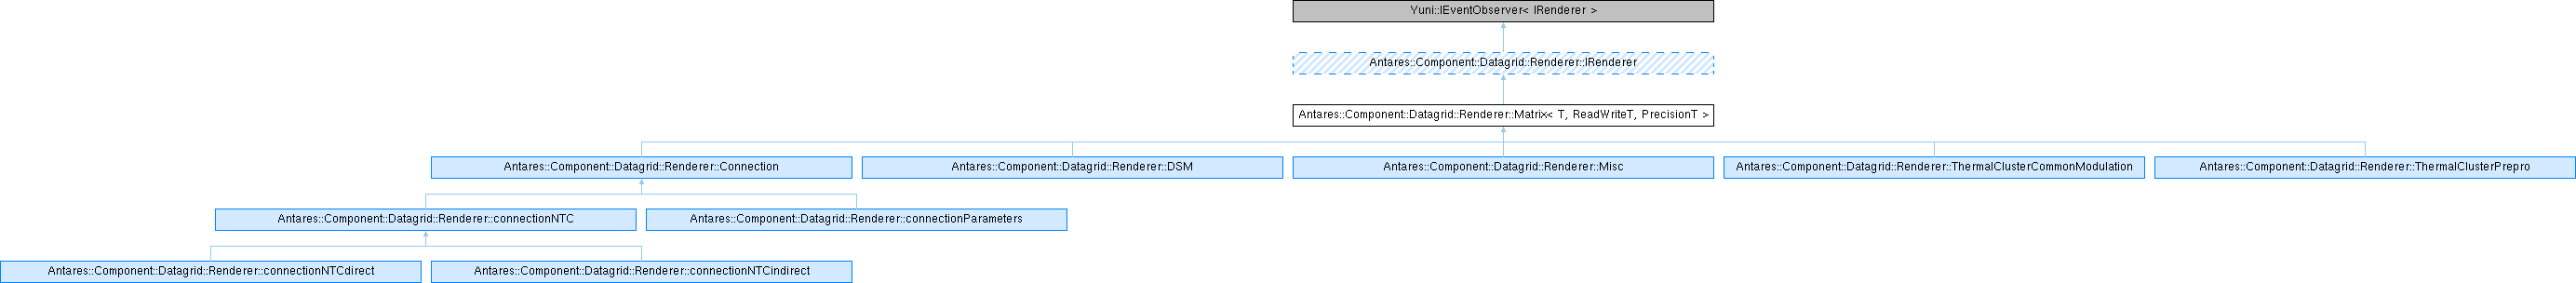 Yuni::IEventObserver< IRenderer >
Antares::Component::Datagrid::Renderer::IRenderer
Antares::Component::Datagrid::Renderer::Matrix< T, ReadWriteT, PrecisionT >
Antares::Component::Datagrid::Renderer::Connection
Antares::Component::Datagrid::Renderer::DSM
Antares::Component::Datagrid::Renderer::Misc
Antares::Component::Datagrid::Renderer::ThermalClusterCommonModulation
Antares::Component::Datagrid::Renderer::ThermalClusterPrepro
Antares::Component::Datagrid::Renderer::connectionNTC
Antares::Component::Datagrid::Renderer::connectionParameters
Antares::Component::Datagrid::Renderer::connectionNTCdirect
Antares::Component::Datagrid::Renderer::connectionNTCindirect